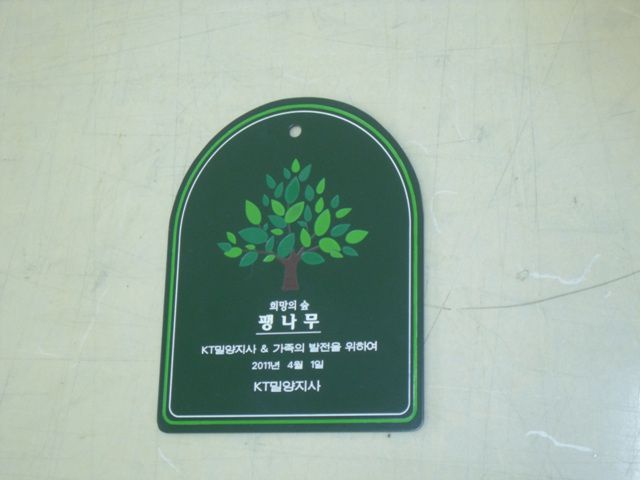 희망의 숲
팽나무
KT밀양지사 & 가족의 발전을 위하여
2011년 4월 1일
KT밀양지사